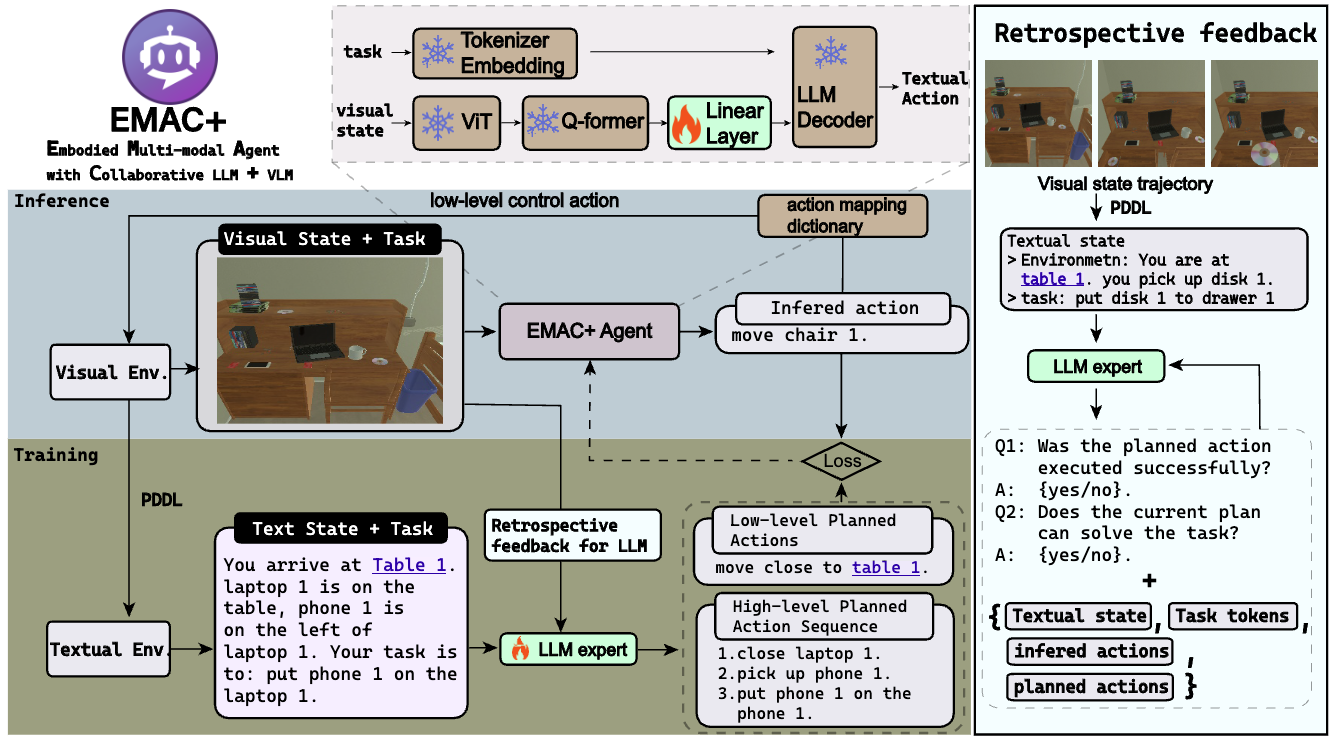 EMAC+
Embodied Multi-modal Agent
with Collaborative LLM + VLM
task
Tokenizer
Embedding
visual
state
ViT
Q-former
Linear
Layer
LLM
Decoder
Textual
Action
Inference
low-level control action
action mapping
dictionary
Visual State + Task
Visual Env.
EMAC+ Agent
Infered action
move chair 1.
Training
PDDL
Loss
Text State + Task
You arrive at Table 1.
laptop 1 is on the
table, phone 1 is
on the left of
laptop 1. Your task is
to: put phone 1 on the
laptop 1.
Textual Env.
Retrospective
feedback for LLM
LLM expert
Low-level Planned
Actions
move close to table 1.
High-level Planned
Action Sequence
1.close laptop 1.
2.pick up phone 1.
3.put phone 1 on the
phone 1.
Retrospective feedback
Visual state trajectory
PDDL
Textual state
> Environmetn: You are at
table 1. you pick up disk 1.
> task: put disk 1 to drawer 1
LLM expert
Q1: Was the planned action
executed successfully?
A: {yes/no}.
Q2: Does the current plan
can solve the task?
A: {yes/no}.
+
{ Textual state , Task tokens ,
infered actions ,
planned actions }